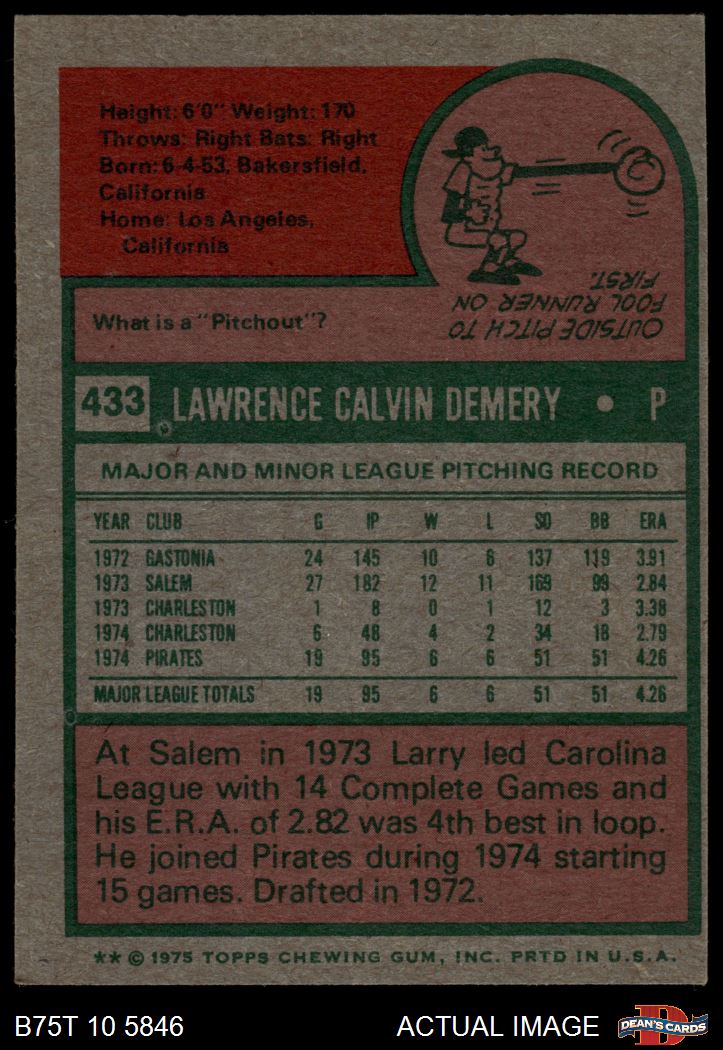 Height: 6'0" Weight: 170
Throws: Right Bats: Right
Born: 6-4-53, Bakersfield,
California
Home: Los Angeles,
California
What is a "Pitchout"?
OUTSIDE PITCH TO
FOOL RUNNER ON
FIRST.
433 LAWRENCE CALVIN DEMERY • P
MAJOR AND MINOR LEAGUE PITCHING RECORD
YEAR CLUB G IP W L SO BB ERA
1972 GASTONIA 24 145 10 6 137 119 3.91
1973 SALEM 27 182 12 11 169 99 2.84
1973 CHARLESTON 1 8 0 1 12 3 3.38
1974 CHARLESTON 6 48 4 2 34 18 2.79
1974 PIRATES 19 95 6 6 51 51 4.26
MAJOR LEAGUE TOTALS 19 95 6 6 51 51 4.26
At Salem in 1973 Larry led Carolina
League with 14 Complete Games and
his E.R.A. of 2.82 was 4th best in loop.
He joined Pirates during 1974 starting
15 games. Drafted in 1972.
** © 1975 TOPPS CHEWING GUM, INC. PRTD IN U.S.A.
B75T 10 5846 ACTUAL IMAGE DEAN'S CARDS